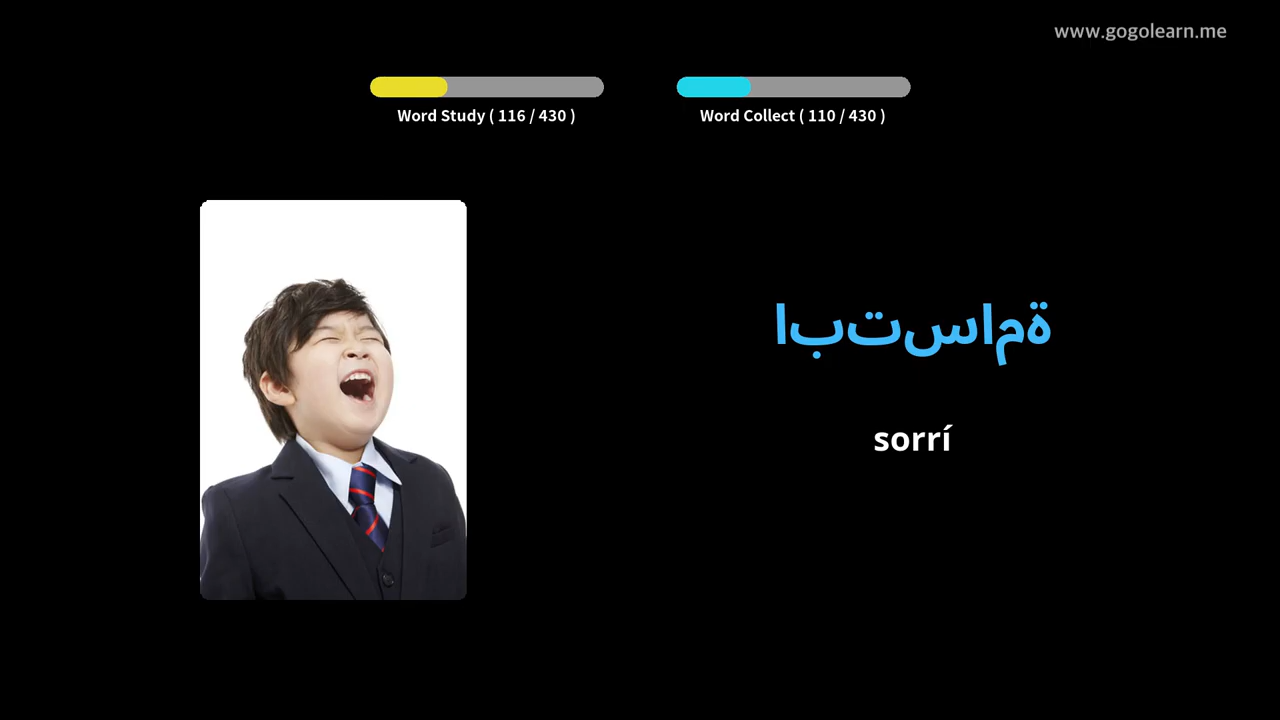 www.gogolearn.me
Word Study ( 116 / 430 )
Word Collect ( 110 / 430 )
ابتسامة
sorrí